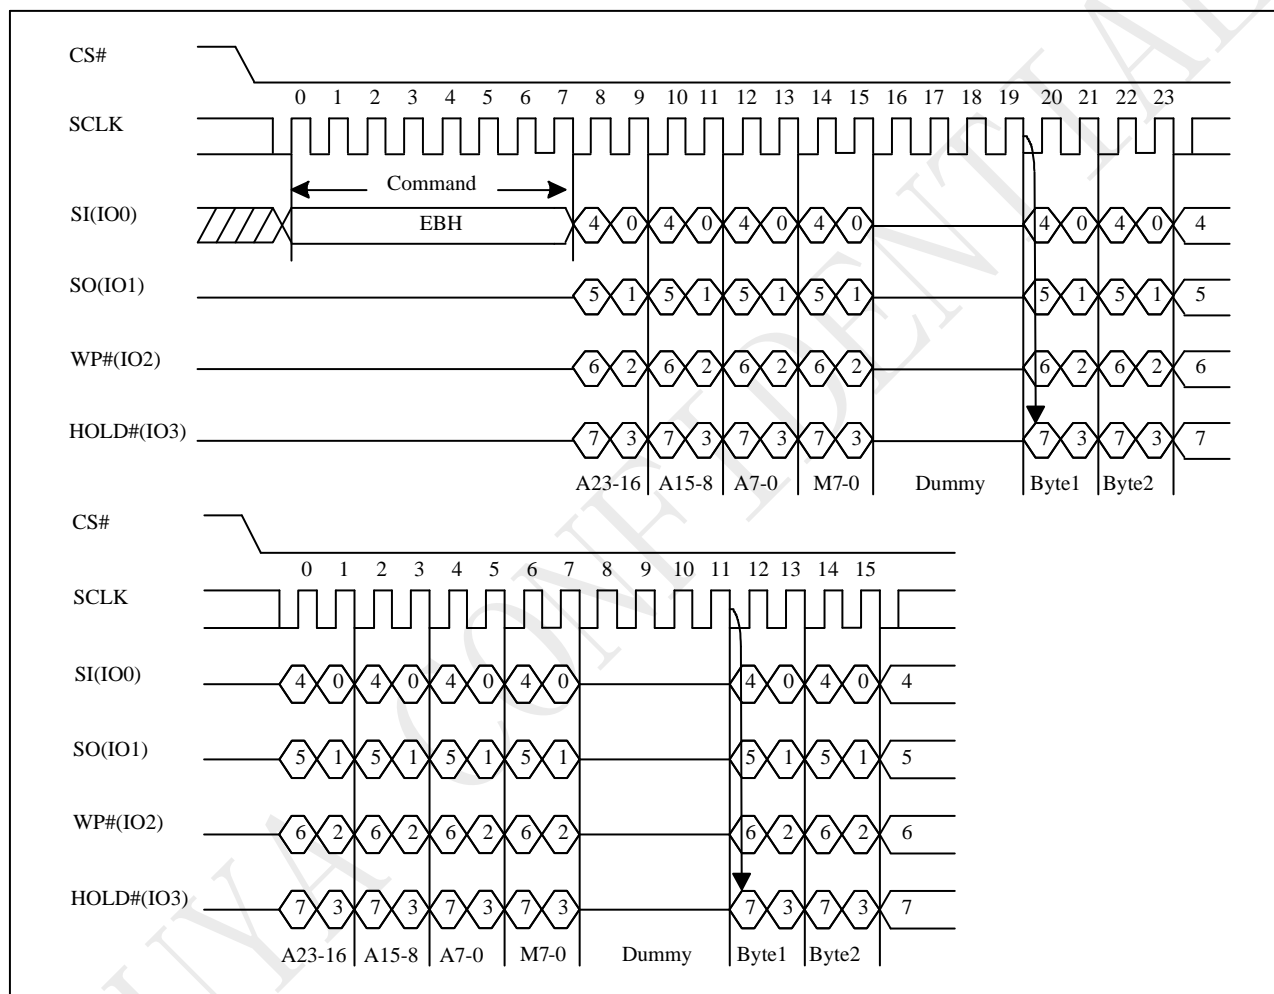 CS#
0 1 2 3 4 5 6 7 8 9 10 11 12 13 14 15 16 17 18 19 20 21 22 23
SCLK
Command
SI(IO0) EBH 4 0 4 0 4 0 4 0 4 0 4 0 4
SO(IO1) 5 1 5 1 5 1 5 1 5 1 5 1 5
WP#(IO2) 6 2 6 2 6 2 6 2 6 2 6 2 6
HOLD#(IO3) 7 3 7 3 7 3 7 3 7 3 7 3 7
A23-16 A15-8 A7-0 M7-0 Dummy Byte1 Byte2
CS#
0 1 2 3 4 5 6 7 8 9 10 11 12 13 14 15
SCLK
SI(IO0) 4 0 4 0 4 0 4 0 4 0 4 0 4
SO(IO1) 5 1 5 1 5 1 5 1 5 1 5 1 5
WP#(IO2) 6 2 6 2 6 2 6 2 6 2 6 2 6
HOLD#(IO3) 7 3 7 3 7 3 7 3 7 3 7 3 7
A23-16 A15-8 A7-0 M7-0 Dummy Byte1 Byte2
UYA CONFIDENTIAL